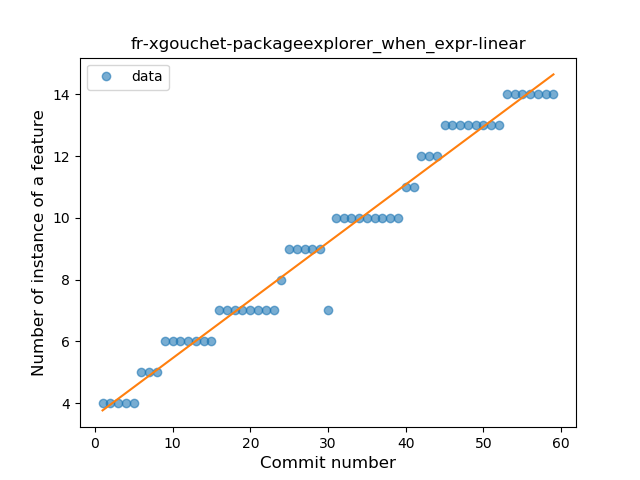 fr-xgouchet-packageexplorer_when_expr-linear
data
Number of instance of a feature
14
12
10
8
6
4
0 10 20 30 40 50 60
Commit number